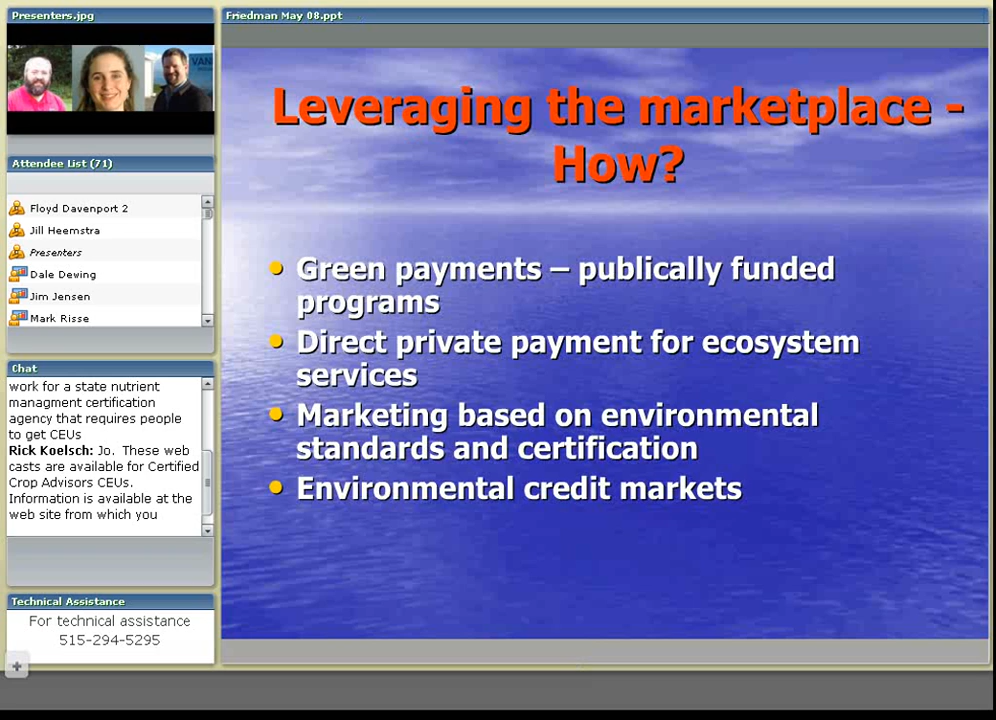 Presenters.jpg
VAN
Attendee List (71)
Floyd Davenport 2
Jill Heemstra
Presenters
Dale Dewing
Jim Jensen
Mark Risse
Chat
work for a state nutrient
managment certification
agency that requires people
to get CEUs
Rick Koelsch: Jo. These web
casts are available for Certified
Crop Advisors CEUs.
Information is available at the
web site from which you
Technical Assistance
For technical assistance
515-294-5295
Friedman May 08.ppt
Leveraging the marketplace -
How?
• Green payments – publically funded
programs
• Direct private payment for ecosystem
services
• Marketing based on environmental
standards and certification
• Environmental credit markets